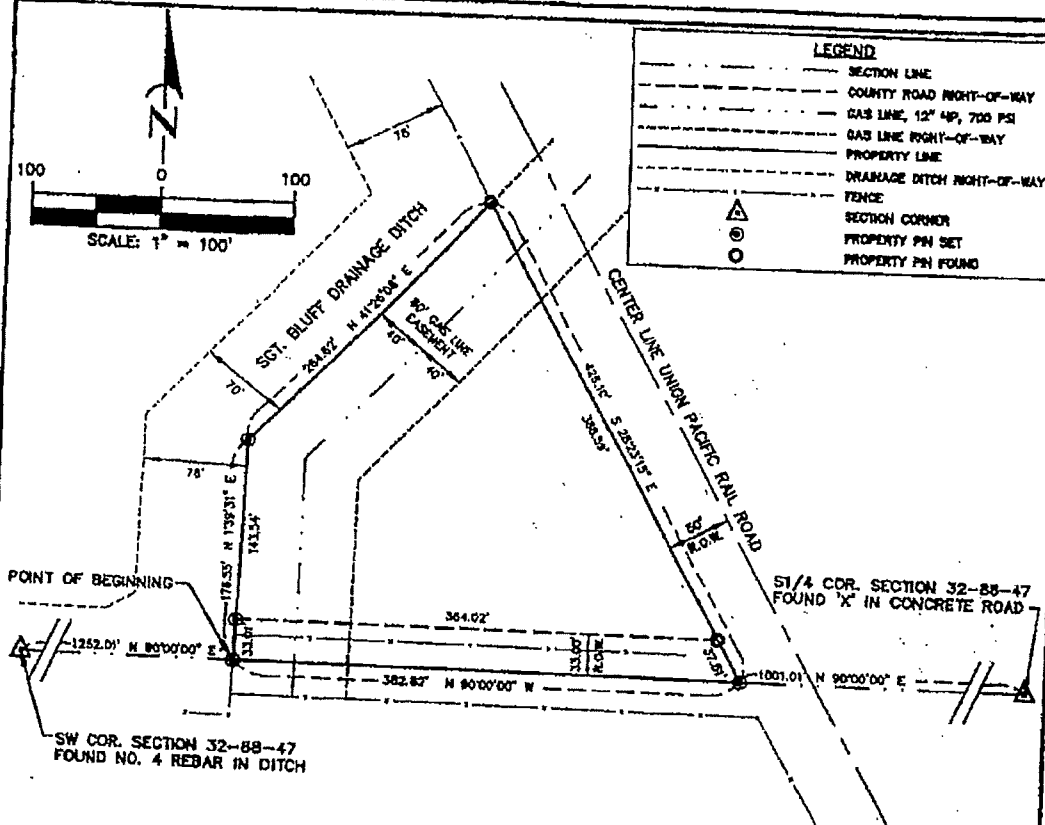 LEGEND
SECTION LINE
COUNTY ROAD RIGHT-OF-WAY
GAS LINE, 12" HP, 700 PSI
GAS LINE RIGHT-OF-WAY
PROPERTY LINE
DRAINAGE DITCH RIGHT-OF-WAY
FENCE
SECTION CORNER
PROPERTY PIN SET
PROPERTY PIN FOUND
N
100 0 100
SCALE: 1" = 100'
SGT. BLUFF DRAINAGE DITCH
N 41°26'08" E
80' GAS LINE
EASEMENT
40'
40'
70'
CENTER LINE UNION PACIFIC RAIL ROAD
S 28°23'15" E
50'
R.O.W.
N 1°39'31" E
143.54'
33.01'
POINT OF BEGINNING
364.02'
33.00'
R.O.W.
37.61'
382.82' N 90°00'00" W
1252.01' N 90°00'00" E
1001.01' N 90°00'00" E
S1/4 COR. SECTION 32-88-47
FOUND 'X' IN CONCRETE ROAD
SW COR. SECTION 32-88-47
FOUND NO. 4 REBAR IN DITCH